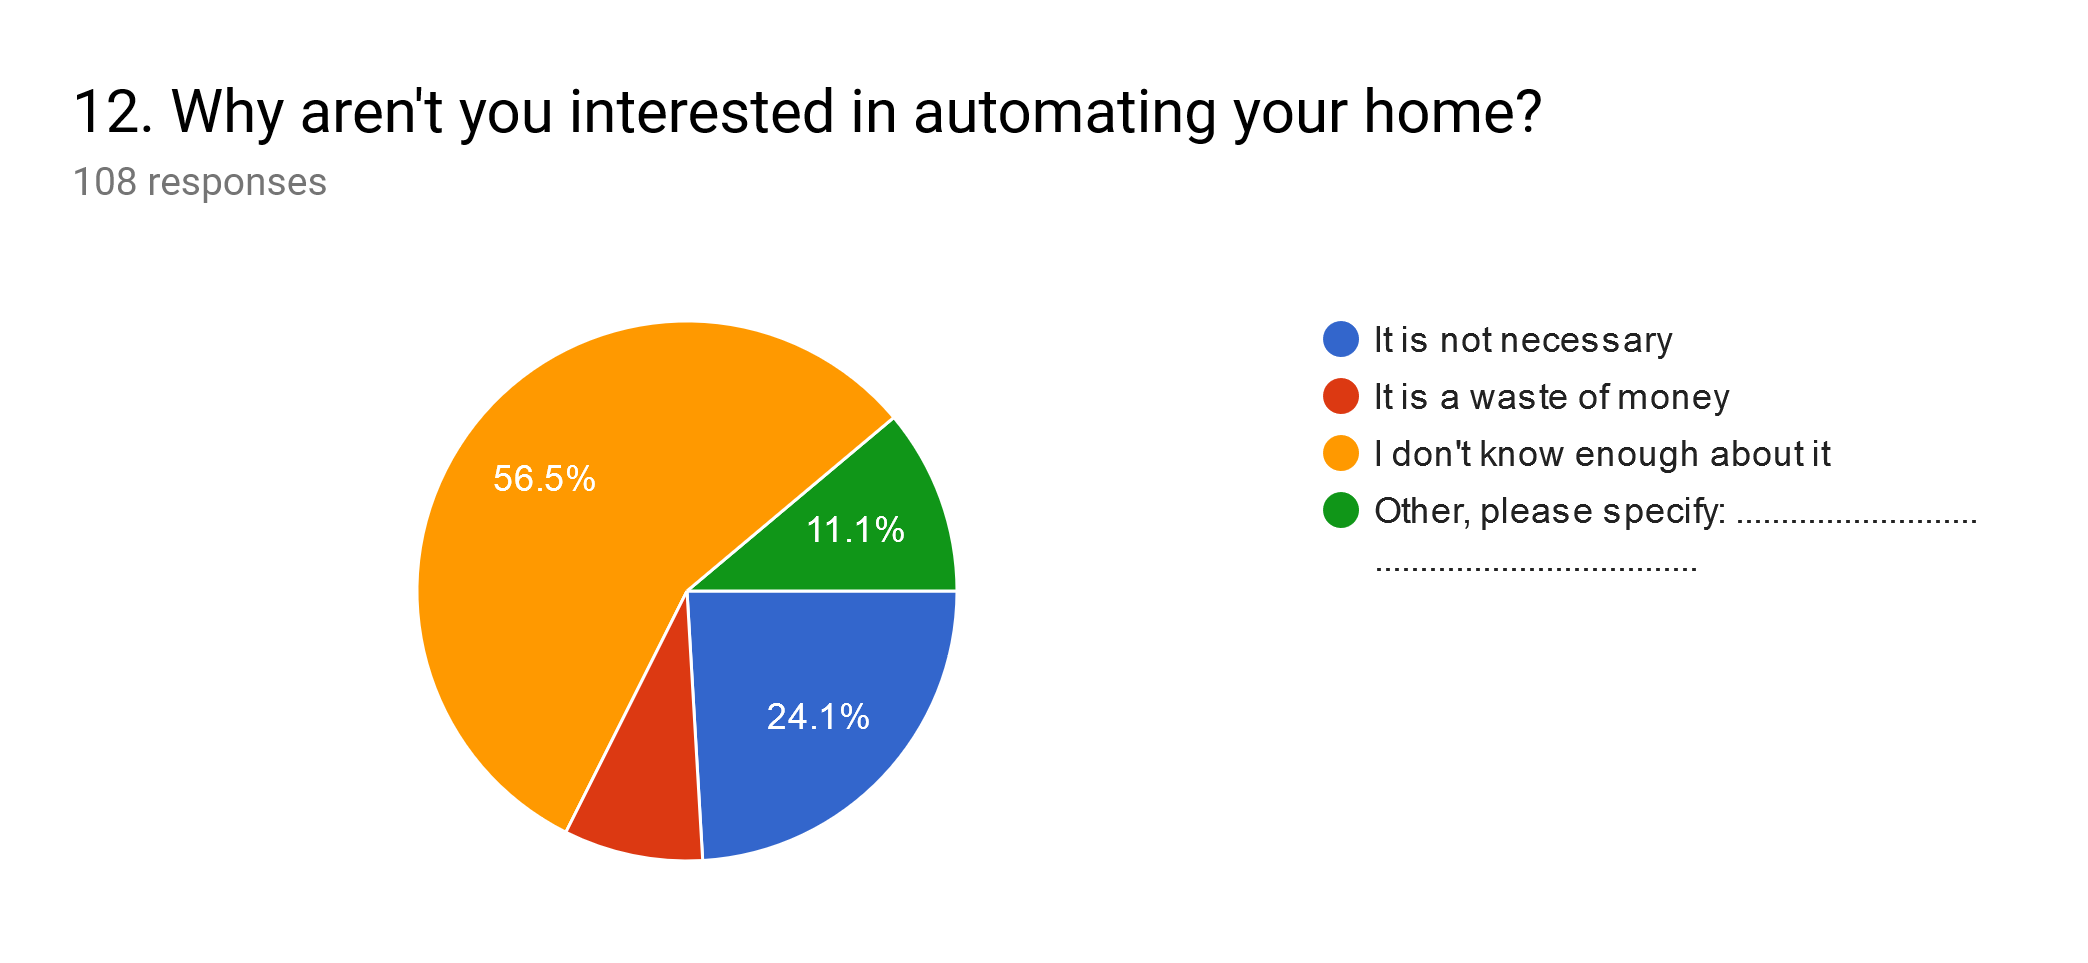 12. Why aren't you interested in automating your home?
108 responses
56.5%
11.1%
24.1%
It is not necessary
It is a waste of money
I don't know enough about it
Other, please specify: ...........................
....................................